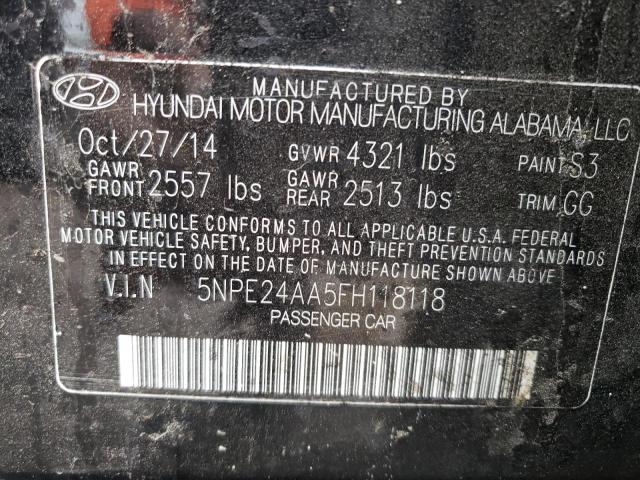 MANUFACTURED BY
HYUNDAI MOTOR MANUFACTURING ALABAMA, LLC
Oct/27/14 GVWR 4321 lbs PAINT S3
GAWR FRONT 2557 lbs GAWR REAR 2513 lbs TRIM GG
THIS VEHICLE CONFORMS TO ALL APPLICABLE U.S.A. FEDERAL
MOTOR VEHICLE SAFETY, BUMPER, AND THEFT PREVENTION STANDARDS
IN EFFECT ON THE DATE OF MANUFACTURE SHOWN ABOVE.
V.I.N 5NPE24AA5FH118118
PASSENGER CAR